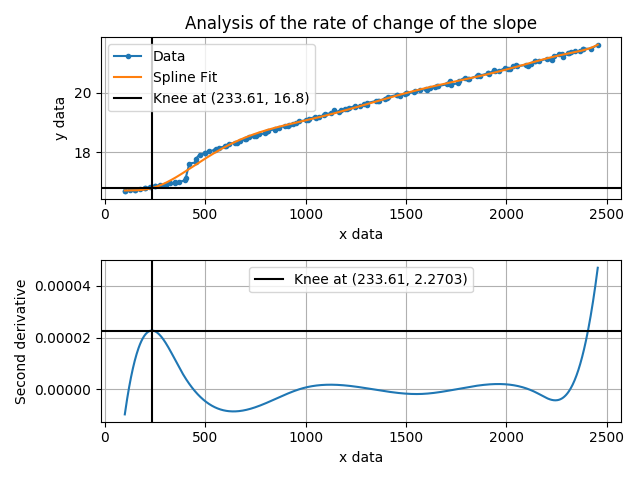 Analysis of the rate of change of the slope
Data
Spline Fit
Knee at (233.61, 16.8)
20
18
y data
0 500 1000 1500 2000 2500
x data
Knee at (233.61, 2.2703)
0.00004
0.00002
0.00000
Second derivative
0 500 1000 1500 2000 2500
x data